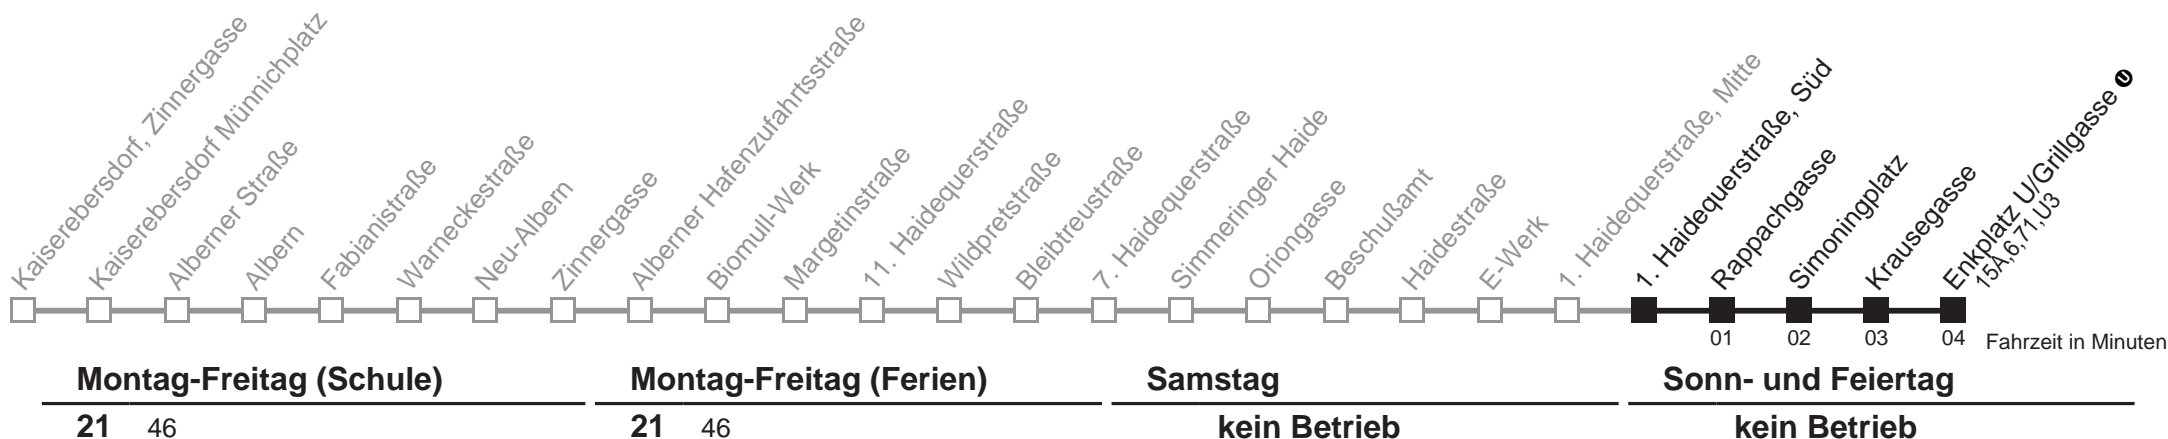 Kaiserebersdorf, Zinnergasse
Kaiserebersdorf Münnichplatz
Alberner Straße
Albern
Fabianistraße
Warneckestraße
Neu-Albern
Zinnergasse
Alberner Hafenzufahrtsstraße
Biomull-Werk
Margetinstraße
11. Haidequerstraße
Wildpretstraße
Bleibtreustraße
7. Haidequerstraße
Simmeringer Haide
Oriongasse
Beschußamt
Haidestraße
E-Werk
1. Haidequerstraße, Mitte
1. Haidequerstraße, Süd
Rappachgasse
Simoningplatz
Krausegasse
Enkplatz U/Grillgasse U
15A,6,71,U3
01 02 03 04 Fahrzeit in Minuten
Montag-Freitag (Schule) Montag-Freitag (Ferien) Samstag Sonn- und Feiertag
21 46 21 46 kein Betrieb kein Betrieb